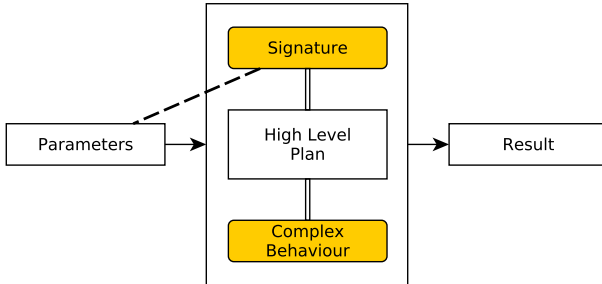 Signature
Parameters
High Level
Plan
Result
Complex
Behaviour